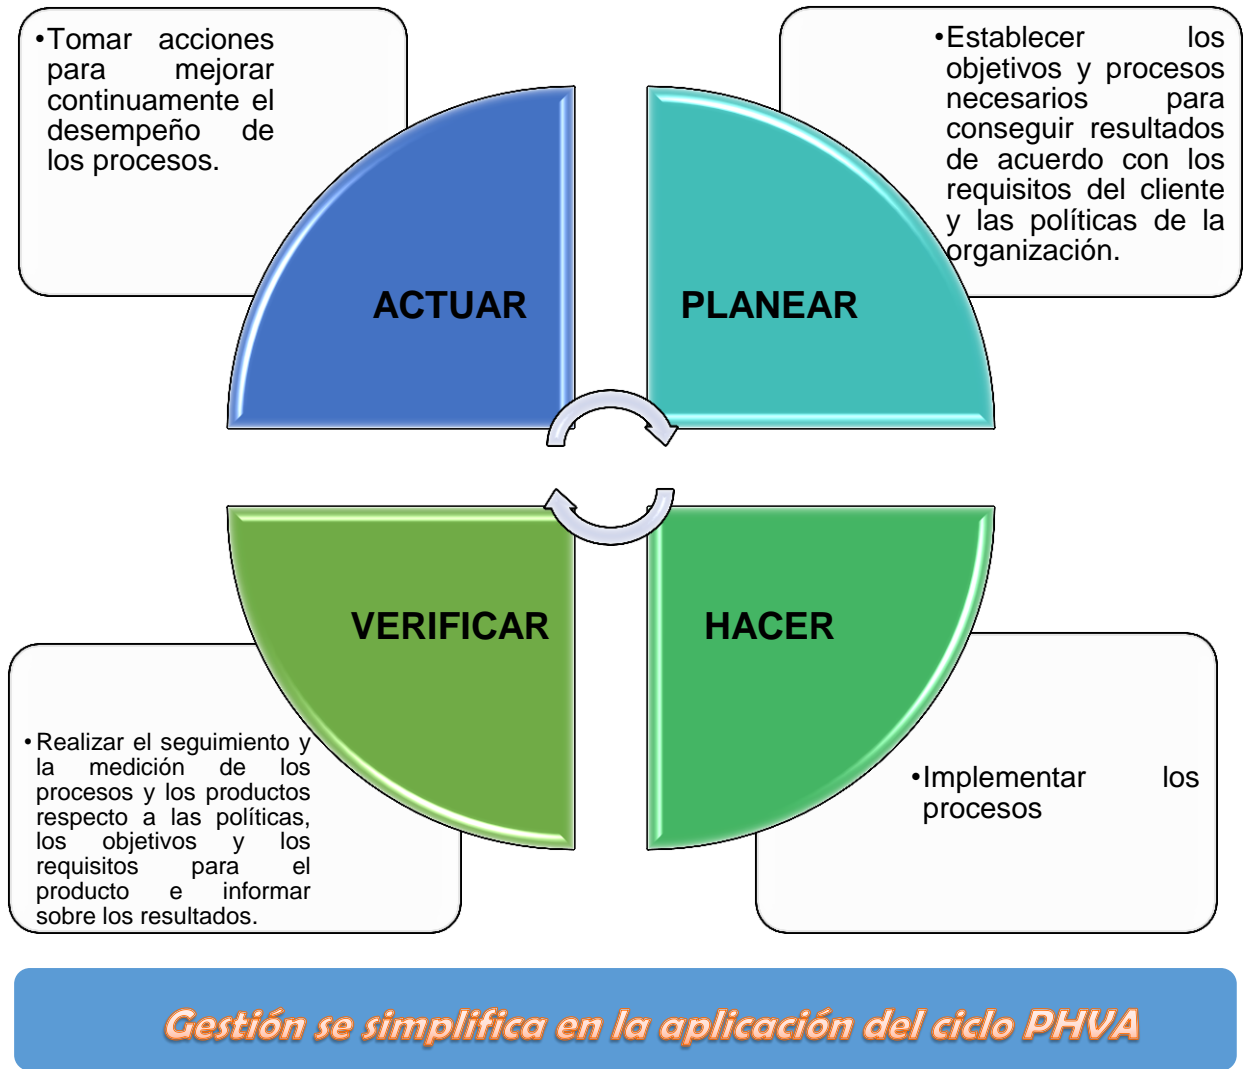 •Tomar acciones
para mejorar
continuamente el
desempeño de
los procesos.
•Establecer los
objetivos y procesos
necesarios para
conseguir resultados
de acuerdo con los
requisitos del cliente
y las políticas de la
organización.
ACTUAR
PLANEAR
VERIFICAR
HACER
•Realizar el seguimiento y
la medición de los
procesos y los productos
respecto a las políticas,
los objetivos y los
requisitos para el
producto e informar
sobre los resultados.
•Implementar los
procesos
Gestión se simplifica en la aplicación del ciclo PHVA